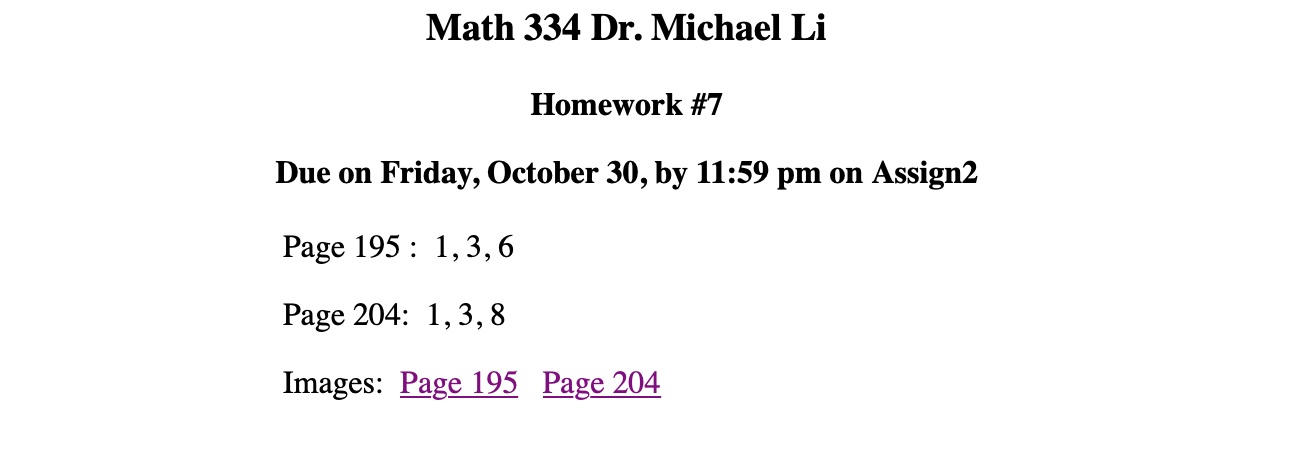 Math 334 Dr. Michael Li
Homework #7
Due on Friday, October 30, by 11:59 pm on Assign2
Page 195 : 1, 3, 6
Page 204: 1, 3, 8
Images: Page 195 Page 204